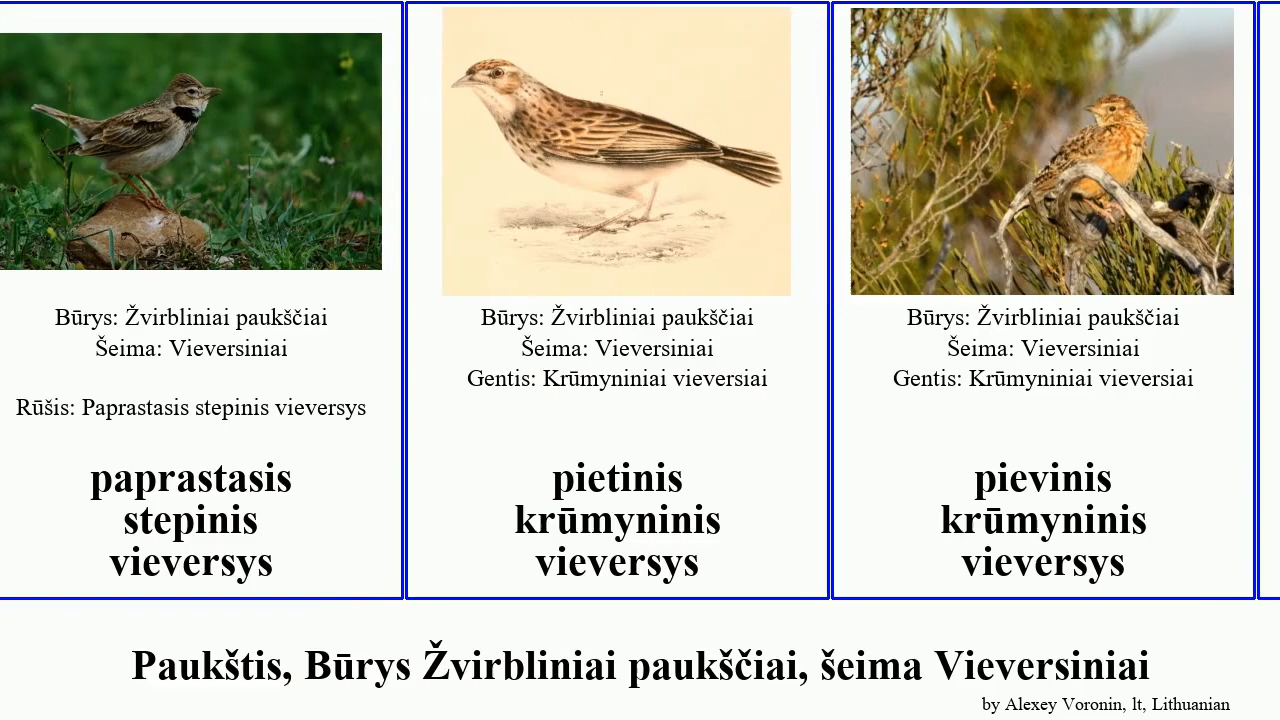 Būrys: Žvirbliniai paukščiai
Šeima: Vieversiniai
Rūšis: Paprastasis stepinis vieversys
paprastasis
stepinis
vieversys
Būrys: Žvirbliniai paukščiai
Šeima: Vieversiniai
Gentis: Krūmyniniai vieversiai
pietinis
krūmyninis
vieversys
Būrys: Žvirbliniai paukščiai
Šeima: Vieversiniai
Gentis: Krūmyniniai vieversiai
pievinis
krūmyninis
vieversys
Paukštis, Būrys Žvirbliniai paukščiai, šeima Vieversiniai
by Alexey Voronin, lt, Lithuanian